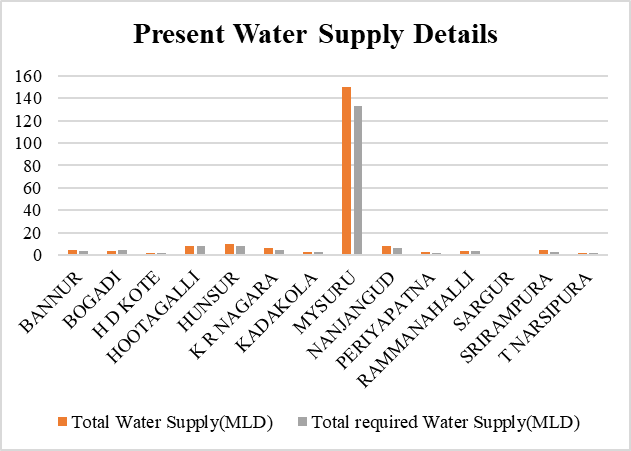 Present Water Supply Details
160
140
120
100
80
60
40
20
0
BANNUR
BOGADI
H D KOTE
HOOTAGALLI
HUNSUR
K R NAGARA
KADAKOLA
MYSURU
NANJANGUD
PERIYAPATNA
RAMMANAHALLI
SARGUR
SRIRAMPURA
T NARSIPURA
Total Water Supply(MLD)
Total required Water Supply(MLD)